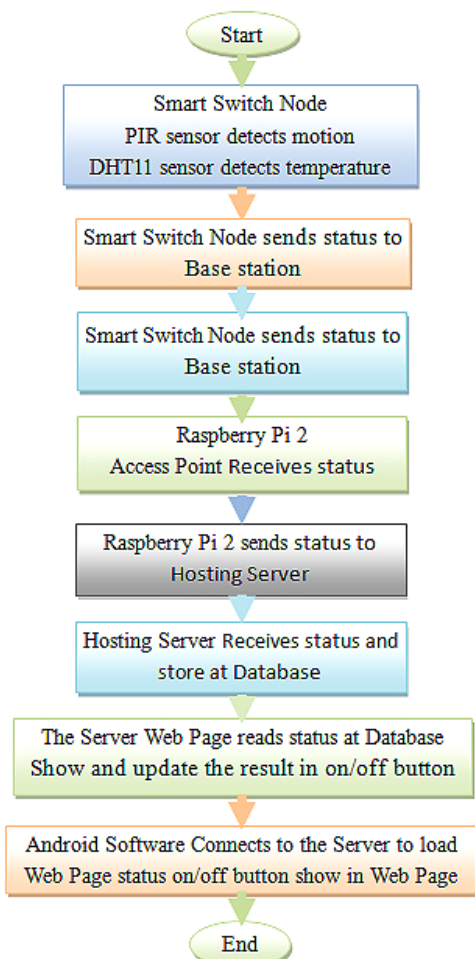 Start
Smart Switch Node
PIR sensor detects motion
DHT11 sensor detects temperature
Smart Switch Node sends status to
Base station
Smart Switch Node sends status to
Base station
Raspberry Pi 2
Access Point Receives status
Raspberry Pi 2 sends status to
Hosting Server
Hosting Server Receives status and
store at Database
The Server Web Page reads status at Database
Show and update the result in on/off button
Android Software Connects to the Server to load
Web Page status on/off button show in Web Page
End